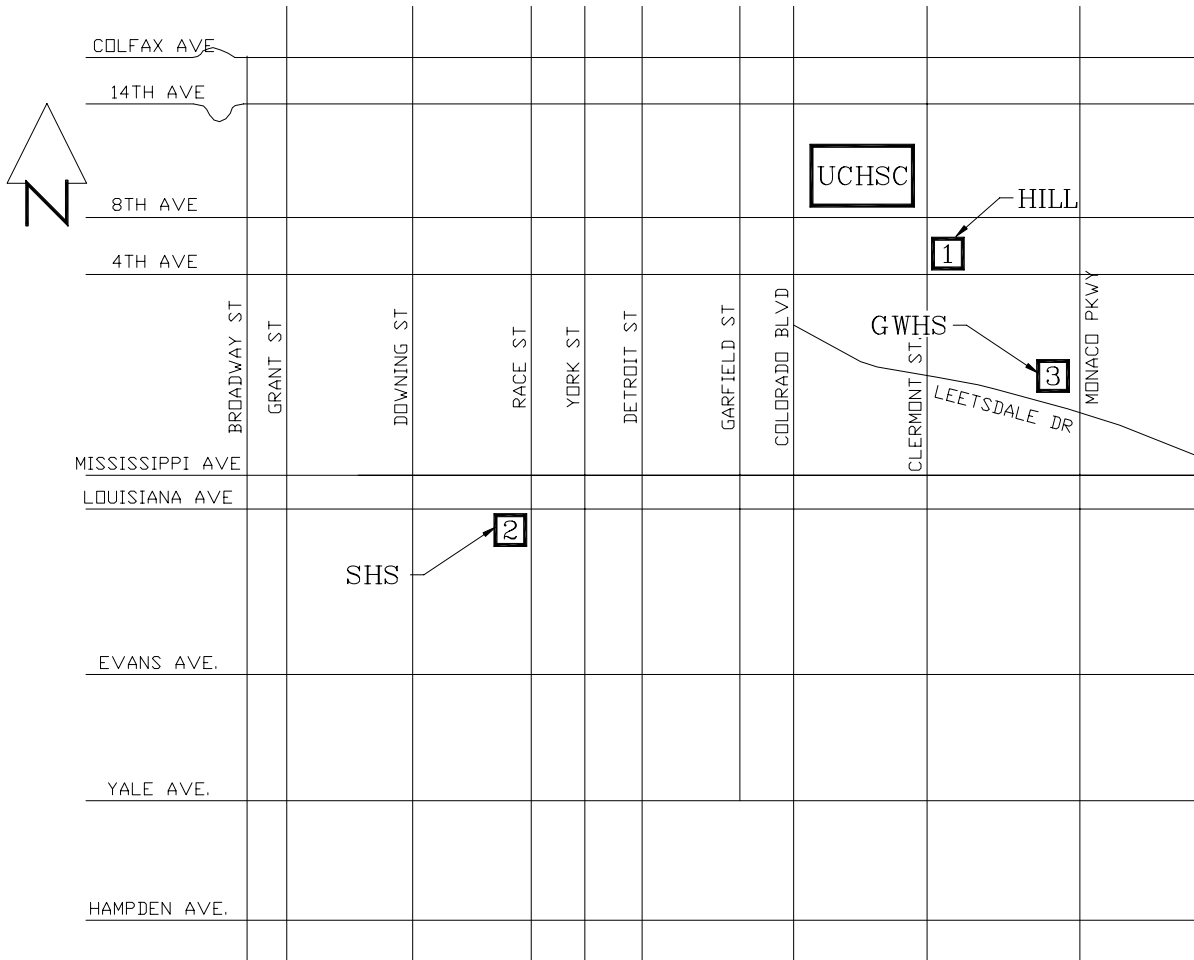 COLFAX AVE
14TH AVE
UCHSC
N
8TH AVE
HILL
1
4TH AVE
BROADWAY ST
GRANT ST
DOWNING ST
RACE ST
YORK ST
DETROIT ST
GARFIELD ST
COLORADO BLVD
GWHS
CLERMONT ST.
3
MONACO PKWY
LEETSDALE DR
MISSISSIPPI AVE
LOUISIANA AVE
2
SHS
EVANS AVE.
YALE AVE.
HAMPDEN AVE.